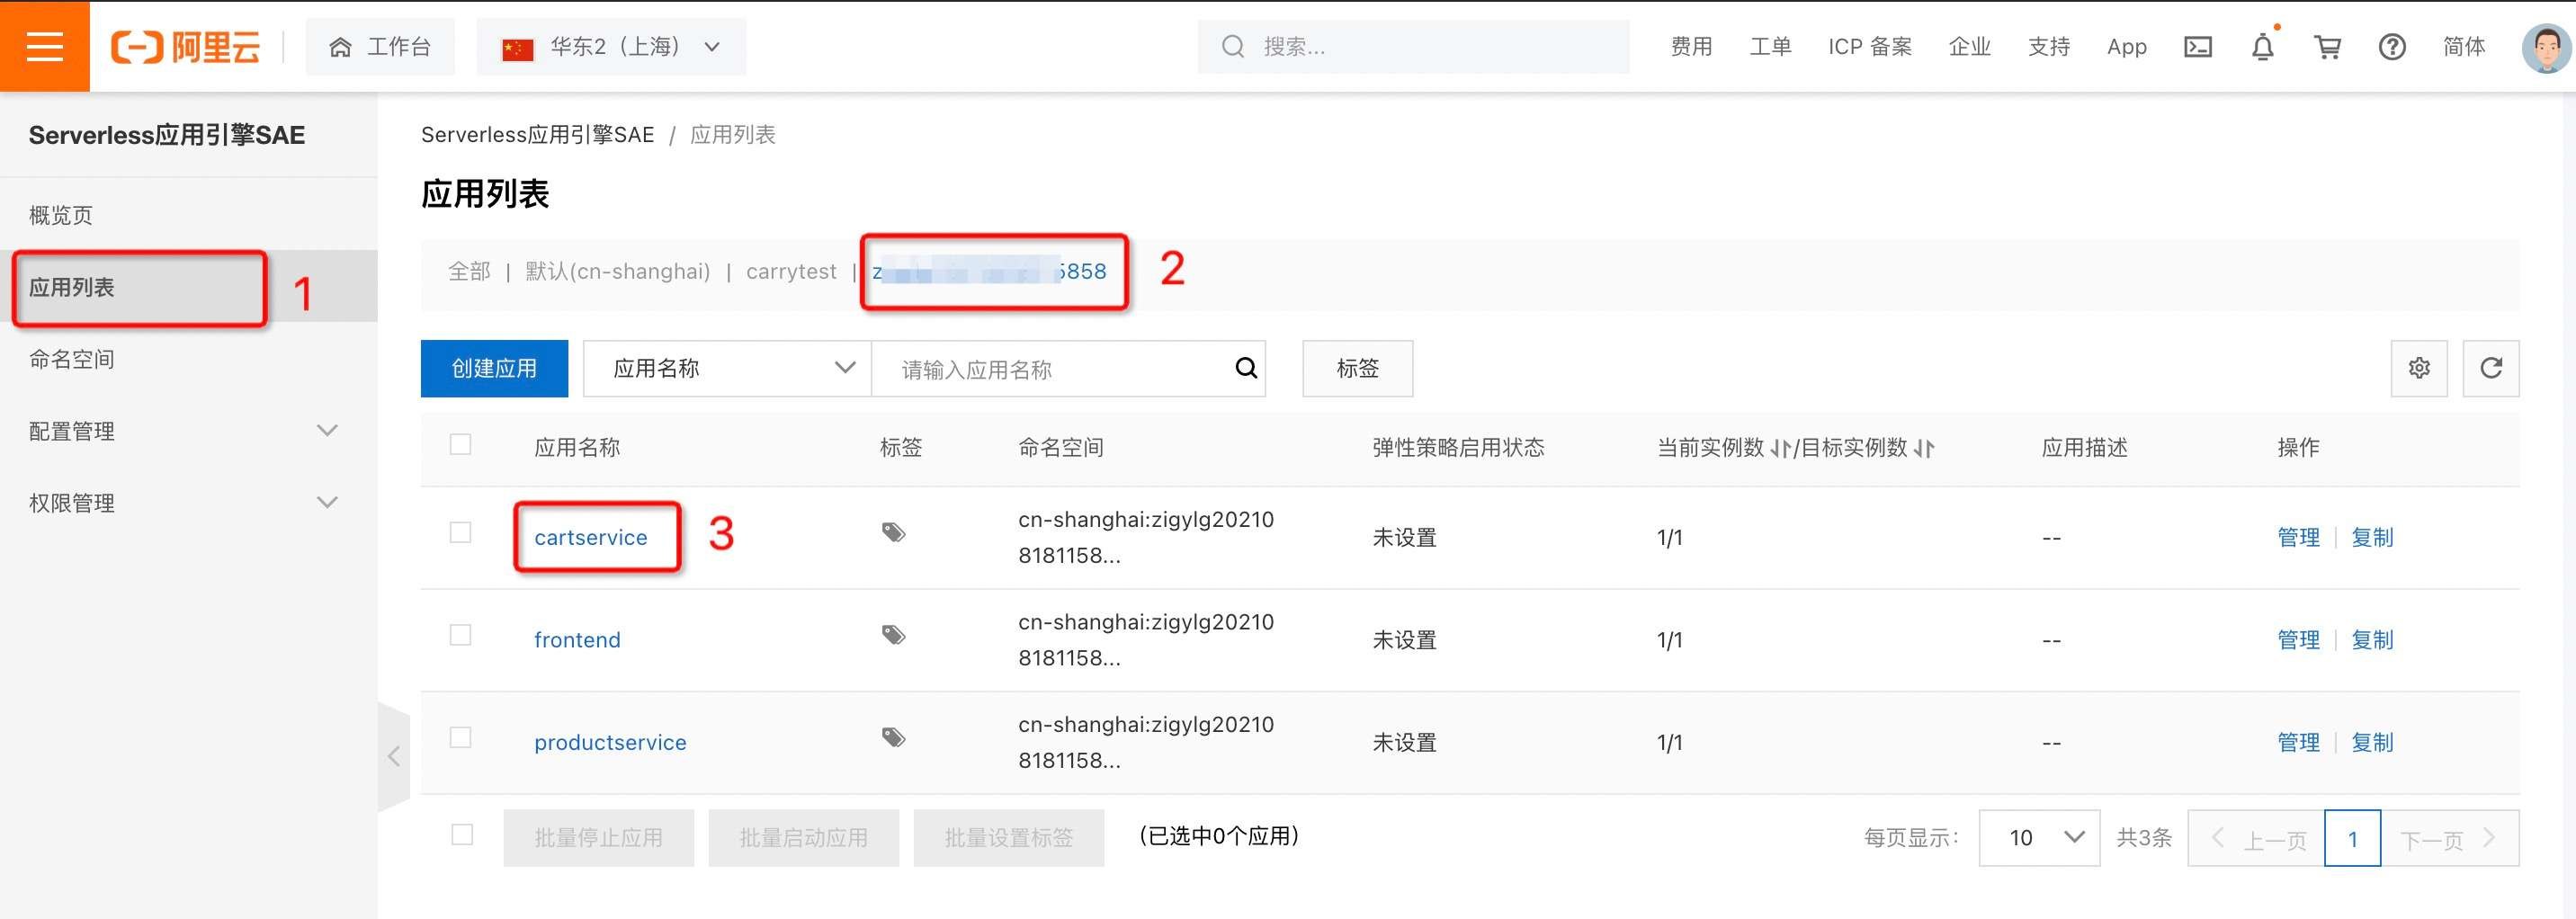 阿里云
工作台
华东2（上海）
搜索...
费用 工单 ICP 备案 企业 支持 App 简体
Serverless应用引擎SAE
概览页
应用列表
1
命名空间
配置管理
权限管理
Serverless应用引擎SAE / 应用列表
应用列表
全部 | 默认(cn-shanghai) | carrytest | z 5858
2
创建应用 应用名称 请输入应用名称 标签
应用名称 标签 命名空间 弹性策略启用状态 当前实例数 /目标实例数 应用描述 操作
cartservice 3 cn-shanghai:zigylg20210
8181158... 未设置 1/1 -- 管理 | 复制
frontend cn-shanghai:zigylg20210
8181158... 未设置 1/1 -- 管理 | 复制
productservice cn-shanghai:zigylg20210
8181158... 未设置 1/1 -- 管理 | 复制
批量停止应用 批量启动应用 批量设置标签 (已选中0个应用) 每页显示: 10 共3条 上一页 1 下一页